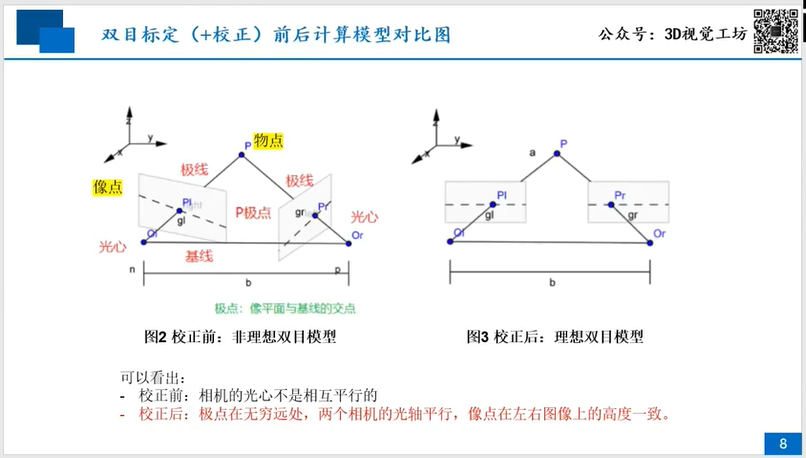 双目标定（+校正）前后计算模型对比图
公众号：3D视觉工坊
z
y
x
P
物点
像点
极线
极线
Pl
gl
P极点
gr
Pr
光心
Ol
光心
基线
Or
n
b
p
极点：像平面与基线的交点
图2 校正前：非理想双目模型
z
y
x
a
P
Pl
gl
Pr
gr
Ol
Or
b
图3 校正后：理想双目模型
可以看出：
- 校正前：相机的光心不是相互平行的
- 校正后：极点在无穷远处，两个相机的光轴平行，像点在左右图像上的高度一致。
8